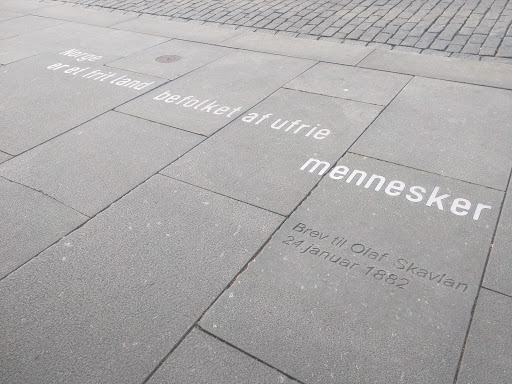 Norge
er et frit land
befolket af ufrie
mennesker
Brev til Olaf Skavlan
24.januar 1882